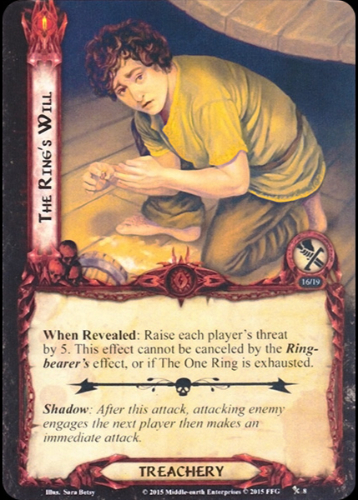 THE RING'S WILL
16/19
When Revealed: Raise each player's threat
by 5. This effect cannot be canceled by the Ring-
bearer's effect, or if The One Ring is exhausted.
Shadow: After this attack, attacking enemy
engages the next player then makes an
immediate attack.
TREACHERY
Illus. Sara Betsy
© 2015 Middle-earth Enterprises © 2015 FFG
8